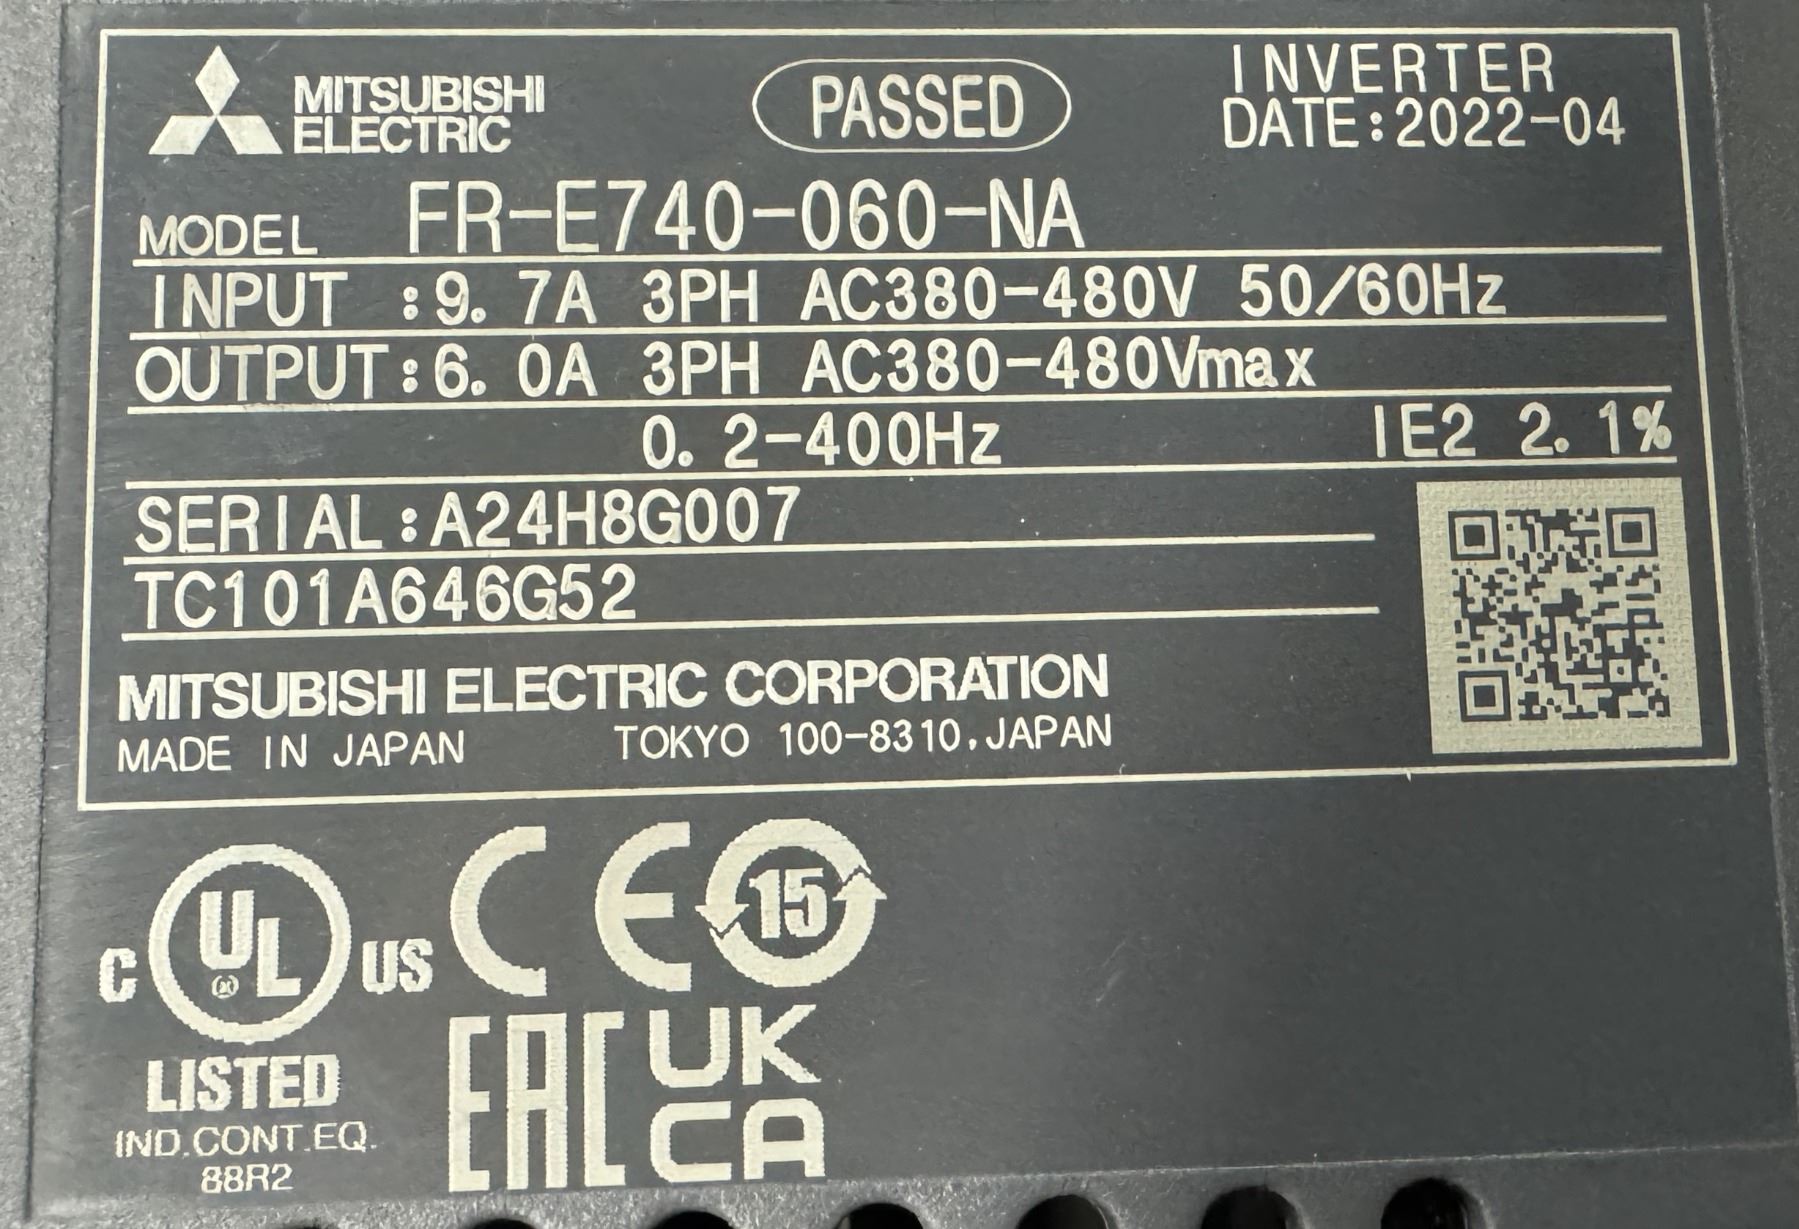 MITSUBISHI
ELECTRIC
PASSED
INVERTER
DATE:2022-04
MODEL FR-E740-060-NA
INPUT :9.7A 3PH AC380-480V 50/60Hz
OUTPUT:6.0A 3PH AC380-480Vmax
0.2-400Hz IE2 2.1%
SERIAL:A24H8G007
TC101A646G52
MITSUBISHI ELECTRIC CORPORATION
MADE IN JAPAN TOKYO 100-8310,JAPAN
C UL US
LISTED
IND.CONT.EQ.
88R2
CE
15
EAC
UK
CA